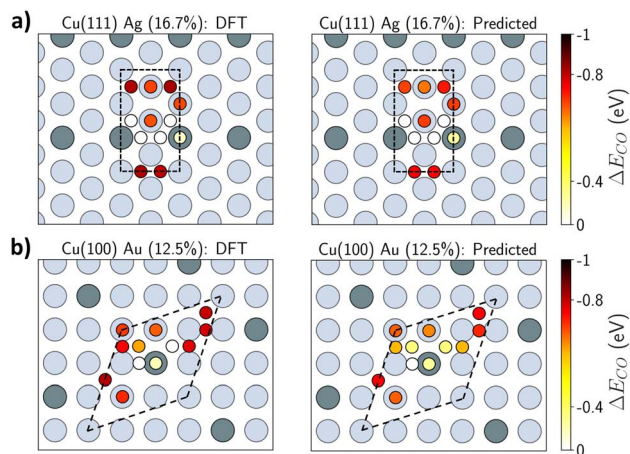 a)
Cu(111) Ag (16.7%): DFT
Cu(111) Ag (16.7%): Predicted
-1
-0.8
-0.4
0
ΔE_CO (eV)
b)
Cu(100) Au (12.5%): DFT
Cu(100) Au (12.5%): Predicted
-1
-0.8
-0.4
0
ΔE_CO (eV)